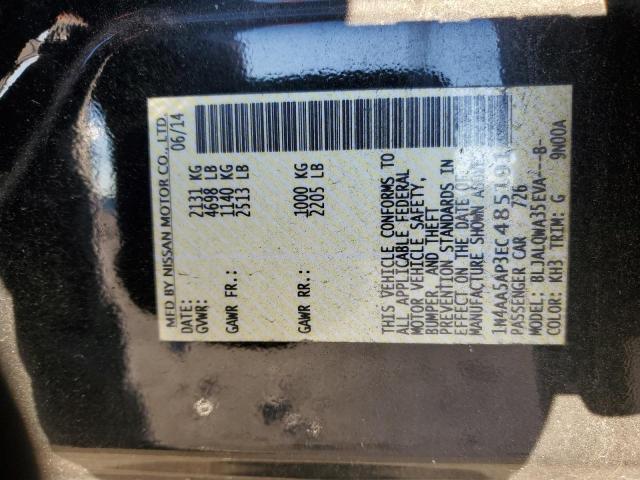 MFD BY NISSAN MOTOR CO., LTD.
DATE: 06/14
GVWR: 2131 KG
4698 LB
GAWR FR.: 1140 KG
2513 LB
GAWR RR.: 1000 KG
2205 LB
THIS VEHICLE CONFORMS TO
ALL APPLICABLE FEDERAL
MOTOR VEHICLE SAFETY,
BUMPER, AND THEFT
PREVENTION STANDARDS IN
EFFECT ON THE DATE OF
MANUFACTURE SHOWN ABOVE.
1N4AA5AP3EC485191
PASSENGER CAR 726
MODEL: BLJALQWA35EVA---B-
COLOR: KH3 TRIM: G 9N00A